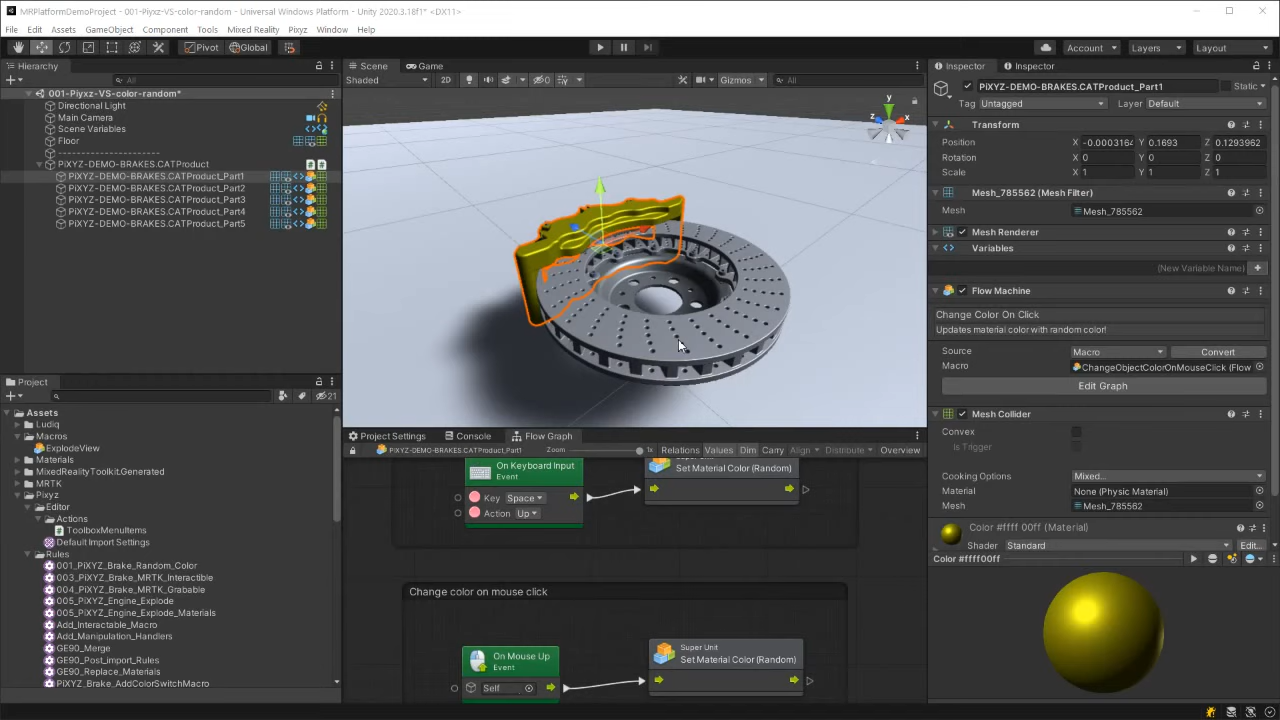 MRPlatformDemoProject - 001-Piyxz-VS-color-random - Universal Windows Platform - Unity 2020.3.18f1* <DX11>
File Edit Assets GameObject Component Tools Mixed Reality Pixyz Window Help
Pivot Global Account Layers Layout
Hierarchy
All
001-Piyxz-VS-color-random*
Directional Light
Main Camera
Scene Variables
Floor
----------------------
PiXYZ-DEMO-BRAKES.CATProduct
PiXYZ-DEMO-BRAKES.CATProduct_Part1
PiXYZ-DEMO-BRAKES.CATProduct_Part2
PiXYZ-DEMO-BRAKES.CATProduct_Part3
PiXYZ-DEMO-BRAKES.CATProduct_Part4
PiXYZ-DEMO-BRAKES.CATProduct_Part5
Project
21
Assets
Ludiq
Macros
ExplodeView
Materials
MixedRealityToolkit.Generated
MRTK
Pixyz
Editor
Actions
ToolboxMenuItems
Default Import Settings
Rules
001_PiXYZ_Brake_Random_Color
003_PiXYZ_Brake_MRTK_Interactible
004_PiXYZ_Brake_MRTK_Grabable
005_PiXYZ_Engine_Explode
005_PiXYZ_Engine_Explode_Materials
Add_Interactable_Macro
Add_Manipulation_Handlers
GE90_Merge
GE90_Post_import_Rules
GE90_Replace_Materials
PiXYZ_Brake_AddColorSwitchMacro
Scene Game
Shaded 2D 0 Gizmos All
y
z x
Project Settings Console Flow Graph
PiXYZ-DEMO-BRAKES.CATProduct_Part1 Zoom 1x Relations Values Dim Carry Align Distribute Overview
On Keyboard Input
Event
Key Space
Action Up
Set Material Color (Random)
Change color on mouse click
On Mouse Up
Event
Self
Super Unit
Set Material Color (Random)
Inspector Inspector
PiXYZ-DEMO-BRAKES.CATProduct_Part1 Static
Tag Untagged Layer Default
Transform
Position X -0.0003164 Y 0.1693 Z 0.1293962
Rotation X 0 Y 0 Z 0
Scale X 1 Y 1 Z 1
Mesh_785562 (Mesh Filter)
Mesh Mesh_785562
Mesh Renderer
Variables
(New Variable Name)
Flow Machine
Change Color On Click
Updates material color with random color!
Source Macro Convert
Macro ChangeObjectColorOnMouseClick (Flow
Edit Graph
Mesh Collider
Convex
Is Trigger
Cooking Options Mixed...
Material None (Physic Material)
Mesh Mesh_785562
Color #ffff 00ff (Material)
Shader Standard Edit...
Color #ffff00ff